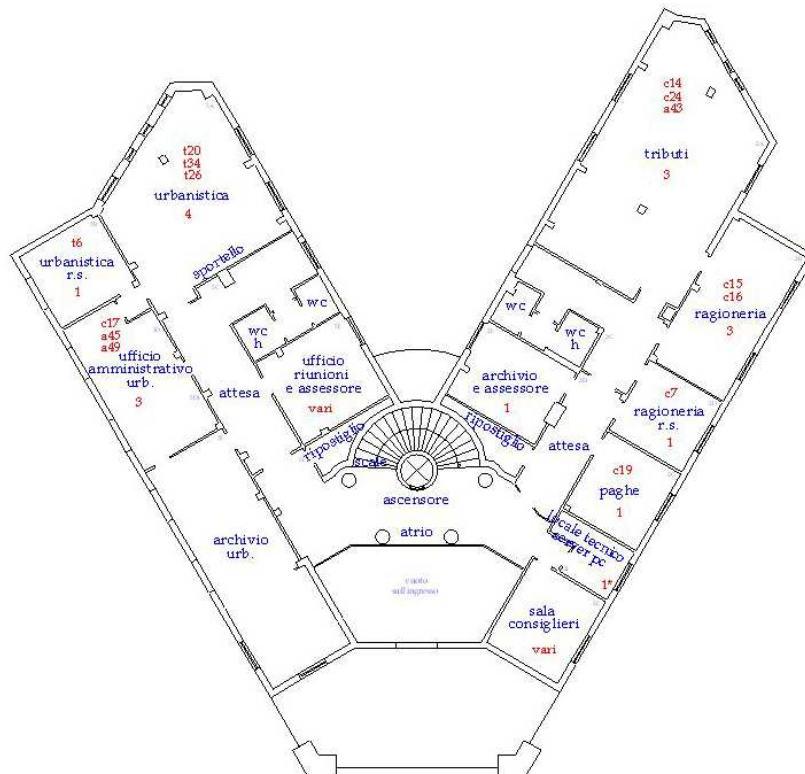 t20
t34
t26
urbanistica
4
t6
urbanistica
r.s.
1
sportello
c17
a45
a49
ufficio
amministrativo
urb.
3
wc
wc
h
ufficio
riunioni
e assessore
vari
attesa
ripostiglio
archivio
urb.
scale
ascensore
atrio
vuoto
sull'ingresso
c14
c24
a43
tributi
3
c15
c16
ragioneria
3
wc
wc
h
archivio
e assessore
1
ripostiglio
attesa
c7
ragioneria
r.s.
1
c19
paghe
1
locale tecnico
server pc
1*
sala
consiglieri
vari